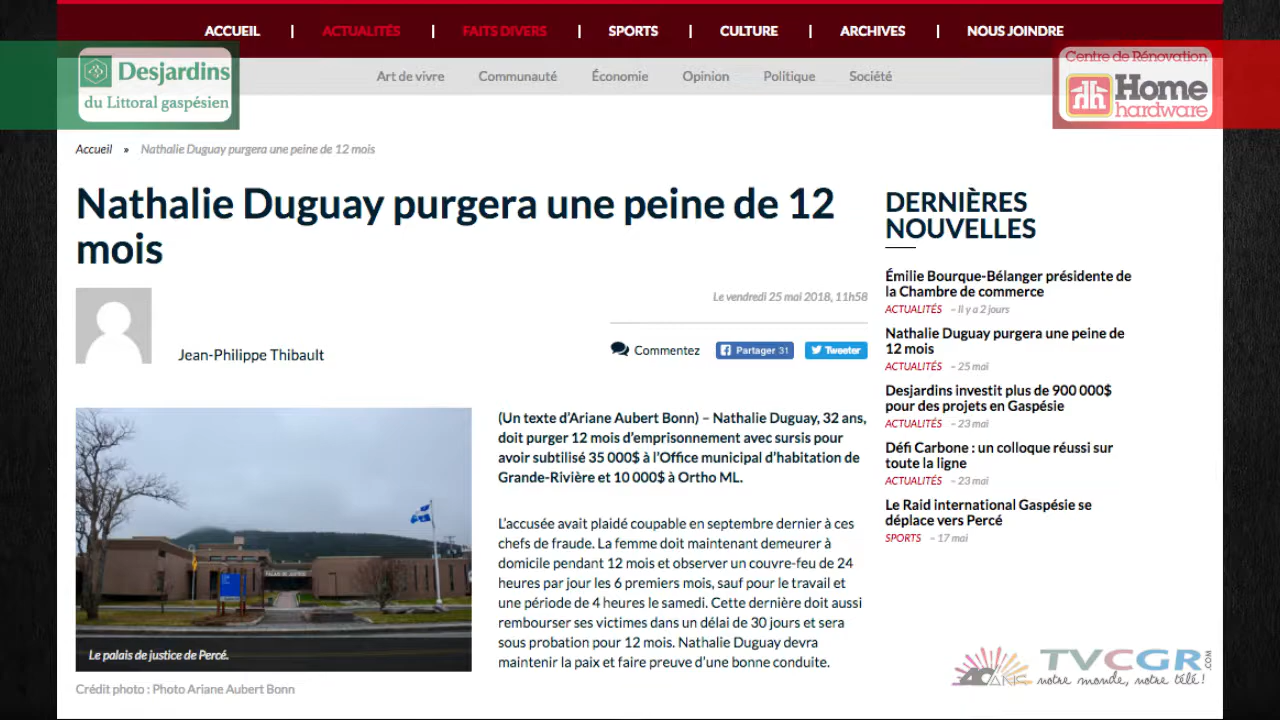 ACCUEIL | ACTUALITÉS | FAITS DIVERS | SPORTS | CULTURE | ARCHIVES | NOUS JOINDRE
Desjardins
du Littoral gaspésien
Art de vivre Communauté Économie Opinion Politique Société
Centre de Rénovation
Home
hardware
Accueil » Nathalie Duguay purgera une peine de 12 mois
Nathalie Duguay purgera une peine de 12
mois
Le vendredi 25 mai 2018, 11h58
Jean-Philippe Thibault
Commentez Partager 31 Tweeter
(Un texte d’Ariane Aubert Bonn) – Nathalie Duguay, 32 ans,
doit purger 12 mois d’emprisonnement avec sursis pour
avoir subtilisé 35 000$ à l’Office municipal d’habitation de
Grande-Rivière et 10 000$ à Ortho ML.
L’accusée avait plaidé coupable en septembre dernier à ces
chefs de fraude. La femme doit maintenant demeurer à
domicile pendant 12 mois et observer un couvre-feu de 24
heures par jour les 6 premiers mois, sauf pour le travail et
une période de 4 heures le samedi. Cette dernière doit aussi
rembourser ses victimes dans un délai de 30 jours et sera
sous probation pour 12 mois. Nathalie Duguay devra
maintenir la paix et faire preuve d’une bonne conduite.
PALAIS DE JUSTICE
Le palais de justice de Percé.
Crédit photo : Photo Ariane Aubert Bonn
DERNIÈRES
NOUVELLES
Émilie Bourque-Bélanger présidente de
la Chambre de commerce
ACTUALITÉS – Il y a 2 jours
Nathalie Duguay purgera une peine de
12 mois
ACTUALITÉS – 25 mai
Desjardins investit plus de 900 000$
pour des projets en Gaspésie
ACTUALITÉS – 23 mai
Défi Carbone : un colloque réussi sur
toute la ligne
ACTUALITÉS – 23 mai
Le Raid international Gaspésie se
déplace vers Percé
SPORTS – 17 mai
40 ANS
TVCGR.COM
notre monde, notre télé!